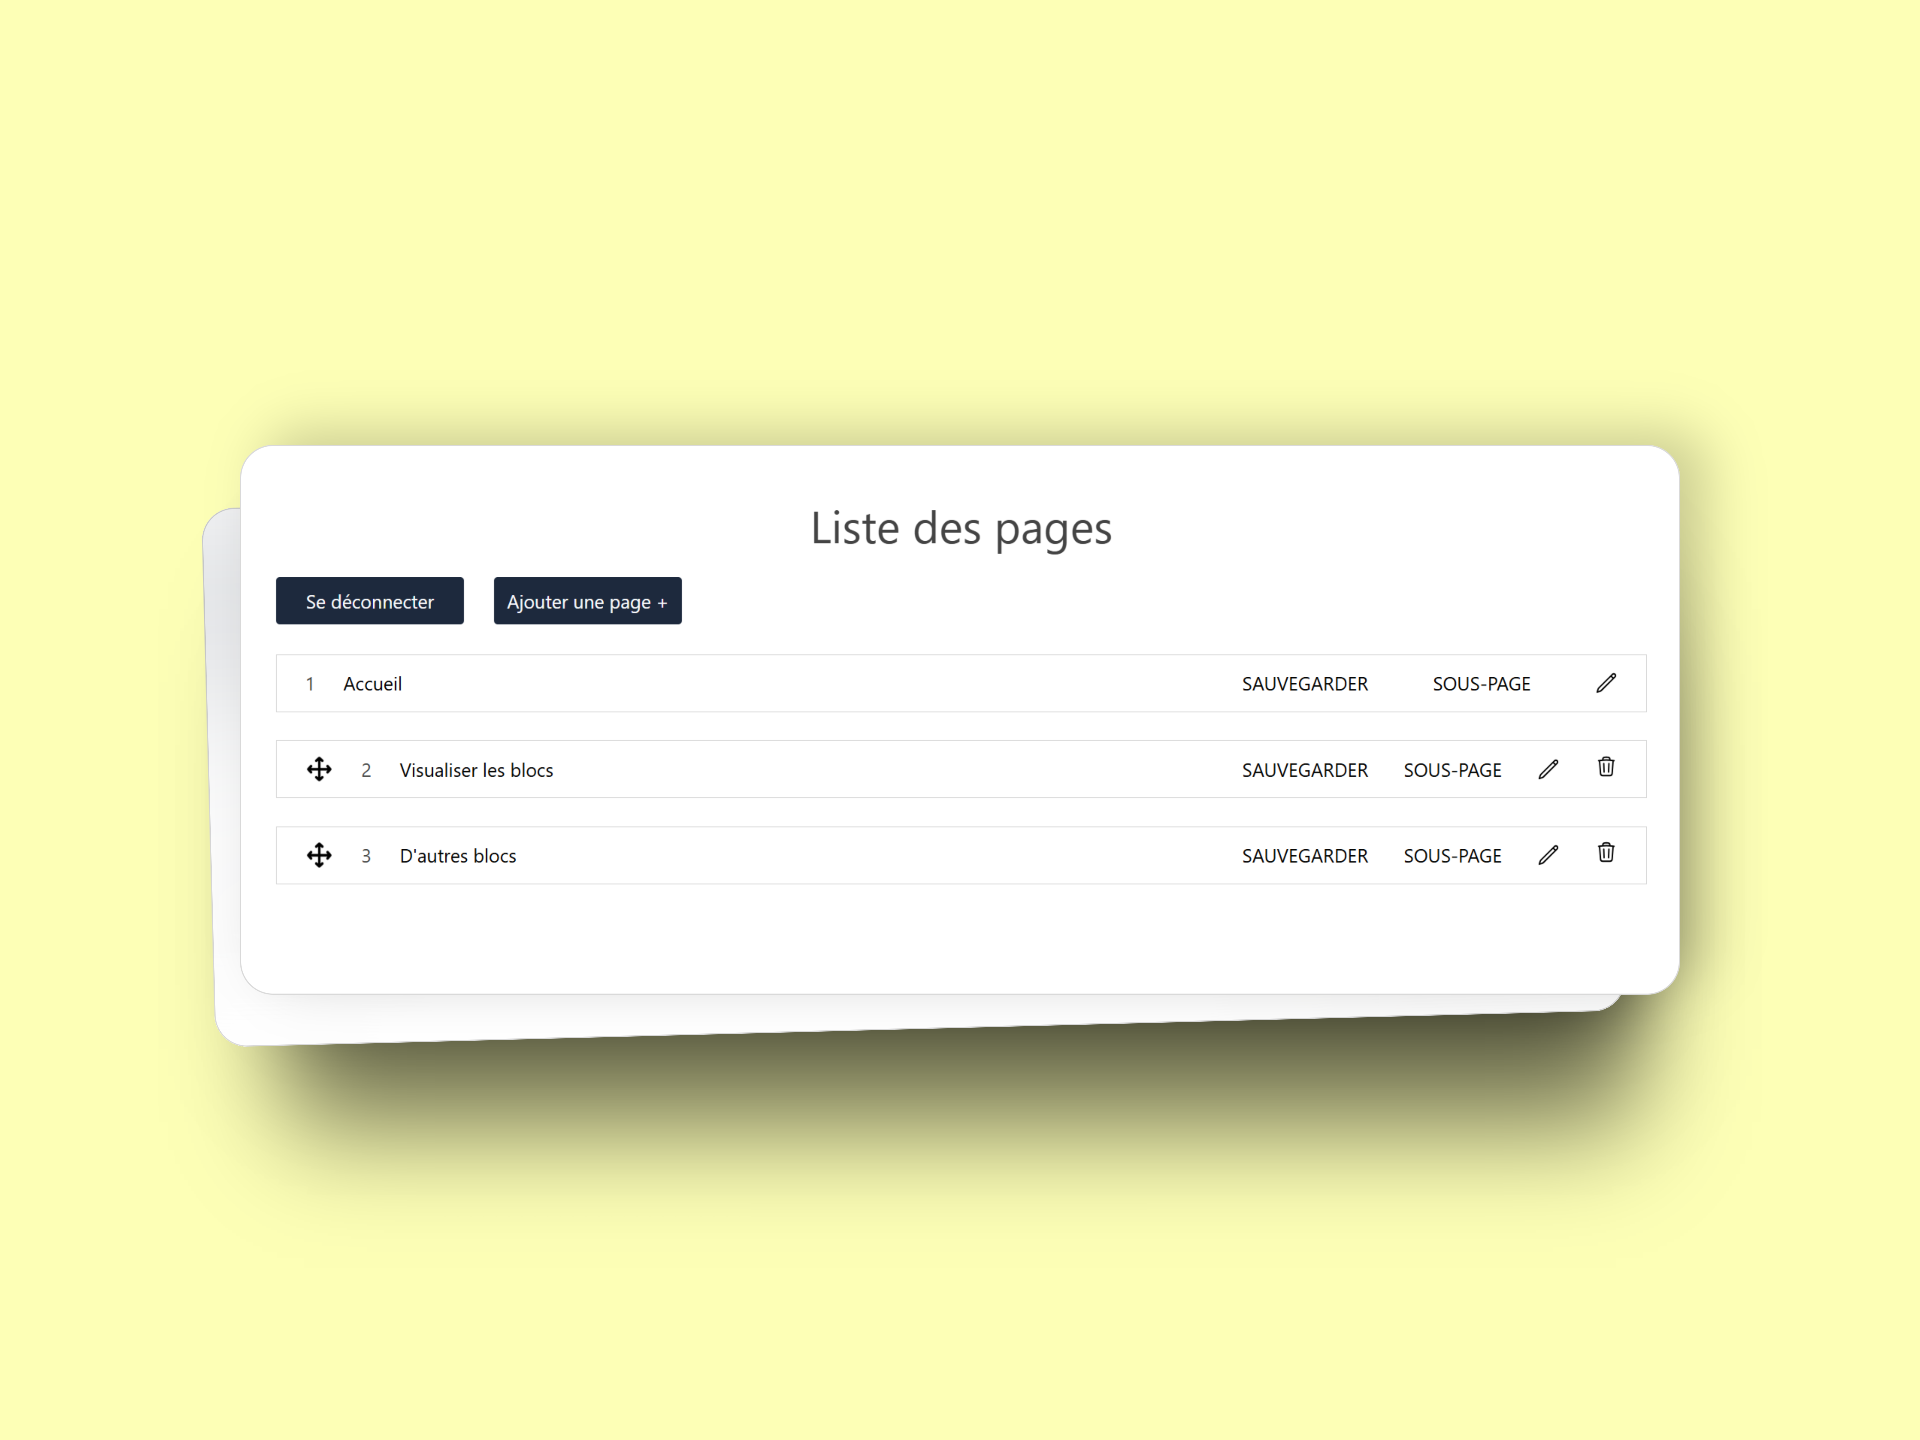 Liste des pages
Se déconnecter Ajouter une page +
1 Accueil SAUVEGARDER SOUS-PAGE
2 Visualiser les blocs SAUVEGARDER SOUS-PAGE
3 D'autres blocs SAUVEGARDER SOUS-PAGE